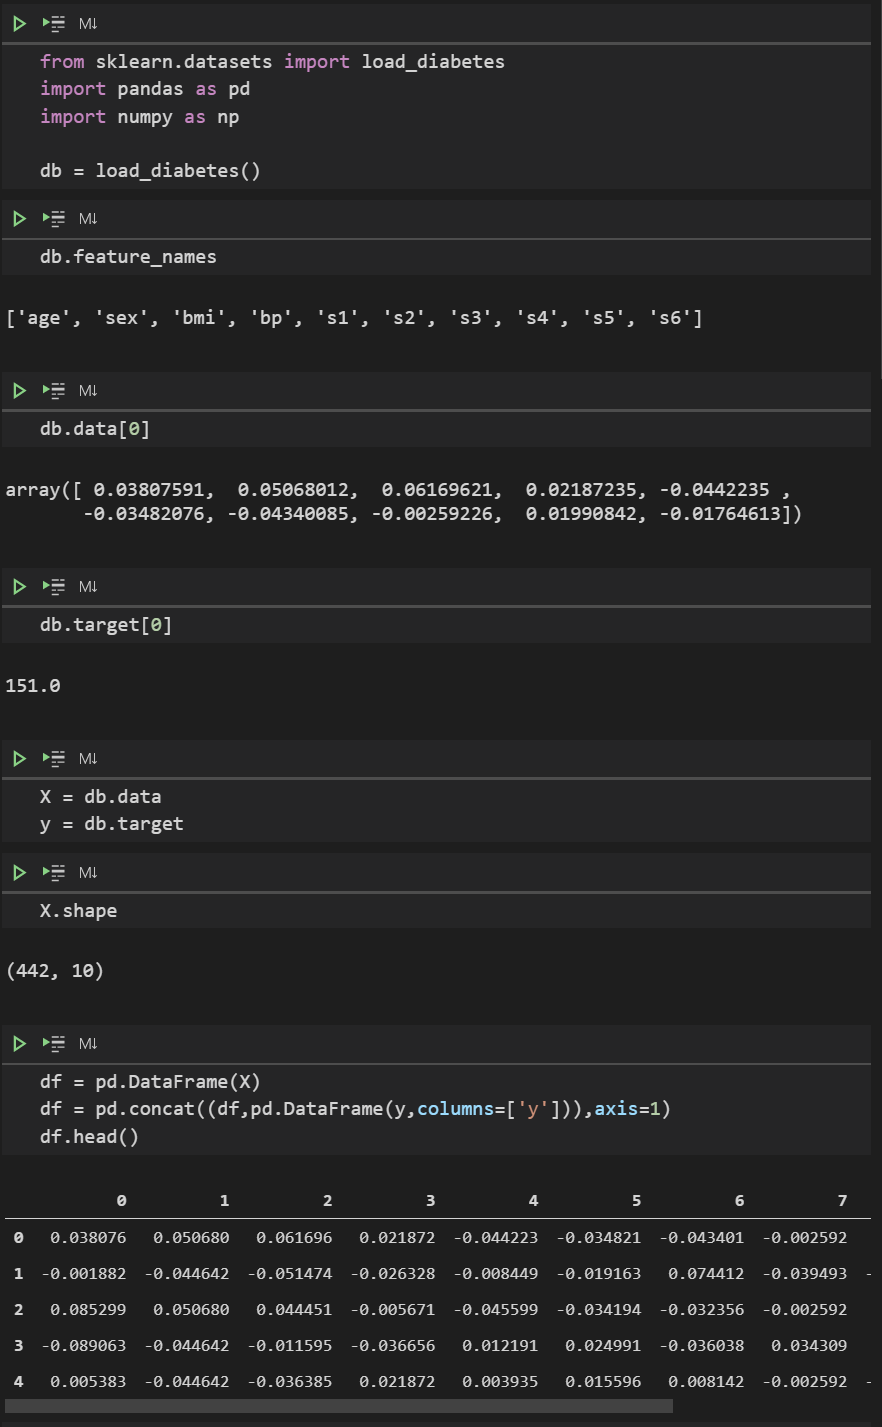 M↓
from sklearn.datasets import load_diabetes
import pandas as pd
import numpy as np
db = load_diabetes()
M↓
db.feature_names
['age', 'sex', 'bmi', 'bp', 's1', 's2', 's3', 's4', 's5', 's6']
M↓
db.data[0]
array([ 0.03807591,  0.05068012,  0.06169621,  0.02187235, -0.0442235 ,
-0.03482076, -0.04340085, -0.00259226,  0.01990842, -0.01764613])
M↓
db.target[0]
151.0
M↓
X = db.data
y = db.target
M↓
X.shape
(442, 10)
M↓
df = pd.DataFrame(X)
df = pd.concat((df,pd.DataFrame(y,columns=['y'])),axis=1)
df.head()
0 1 2 3 4 5 6 7
0 0.038076 0.050680 0.061696 0.021872 -0.044223 -0.034821 -0.043401 -0.002592
1 -0.001882 -0.044642 -0.051474 -0.026328 -0.008449 -0.019163 0.074412 -0.039493 -
2 0.085299 0.050680 0.044451 -0.005671 -0.045599 -0.034194 -0.032356 -0.002592
3 -0.089063 -0.044642 -0.011595 -0.036656 0.012191 0.024991 -0.036038 0.034309
4 0.005383 -0.044642 -0.036385 0.021872 0.003935 0.015596 0.008142 -0.002592 -